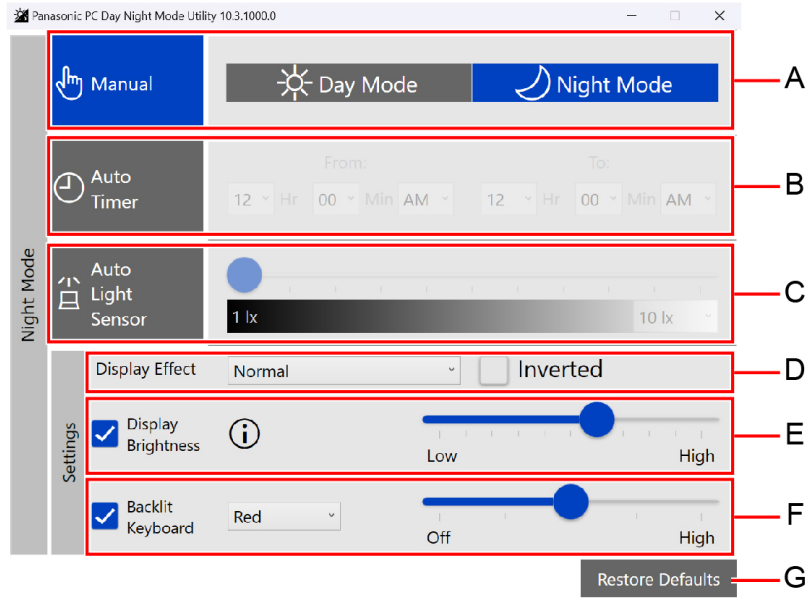 Panasonic PC Day Night Mode Utility 10.3.1000.0
Night Mode
Manual
Day Mode
Night Mode
A
Auto
Timer
From:
To:
12 Hr 00 Min AM
12 Hr 00 Min AM
B
Auto
Light
Sensor
1 lx
10 lx
C
Settings
Display Effect
Normal
Inverted
D
Display
Brightness
Low
High
E
Backlit
Keyboard
Red
Off
High
F
Restore Defaults
G